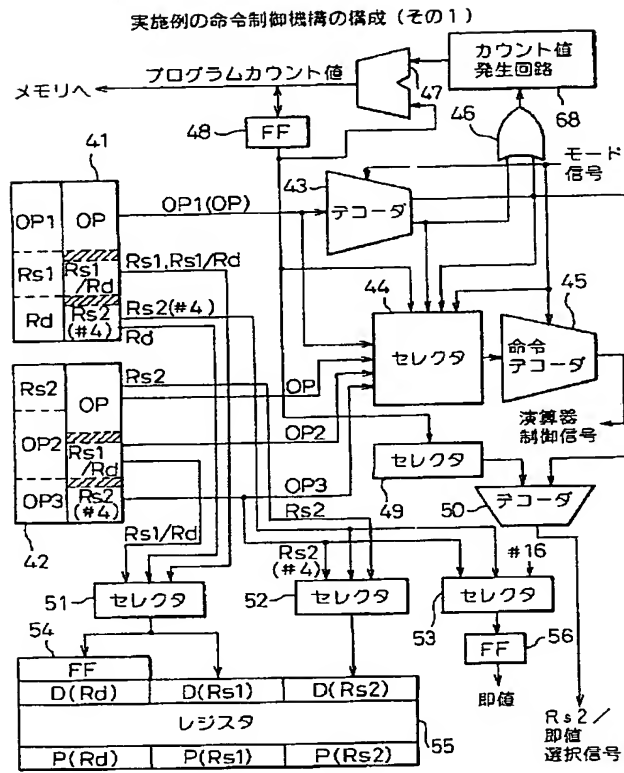 実施例の命令制御機構の構成(その1)
カウント値
発生回路
プログラムカウント値
メモリへ
47
46
68
48
FF
モード
信号
41
43
デコーダ
OP1(OP)
OP1
OP
Rs1
Rs1
/Rd
Rs1,Rs1/Rd
Rd
Rs2
(#4)
Rs2(#4)
Rd
44
セレクタ
45
命令
デコーダ
Rs2
OP
Rs2
OP
OP2
Rs1
/Rd
OP2
OP3
Rs2
(#4)
OP3
42
演算器
制御信号
セレクタ
49
50
デコーダ
Rs2
Rs1/Rd
Rs2
(#4)
#16
51
セレクタ
52
セレクタ
53
セレクタ
54
FF
56
FF
D(Rd)
D(Rs1)
D(Rs2)
即値
レジスタ
55
P(Rd)
P(Rs1)
P(Rs2)
Rs2/
即値
選択信号